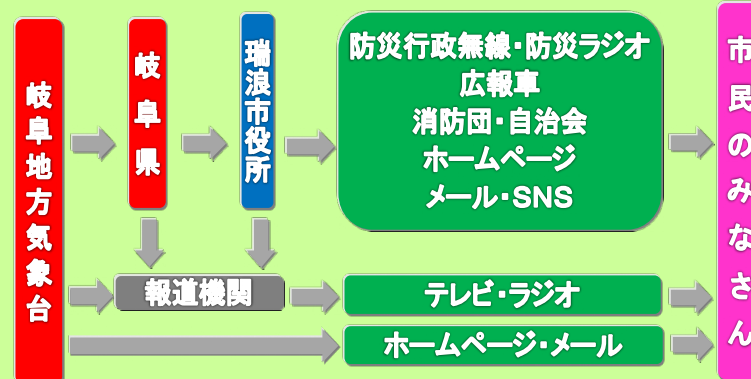 岐阜地方気象台
岐阜県
瑞浪市役所
防災行政無線・防災ラジオ
広報車
消防団・自治会
ホームページ
メール・SNS
報道機関
テレビ・ラジオ
ホームページ・メール
市民のみなさん